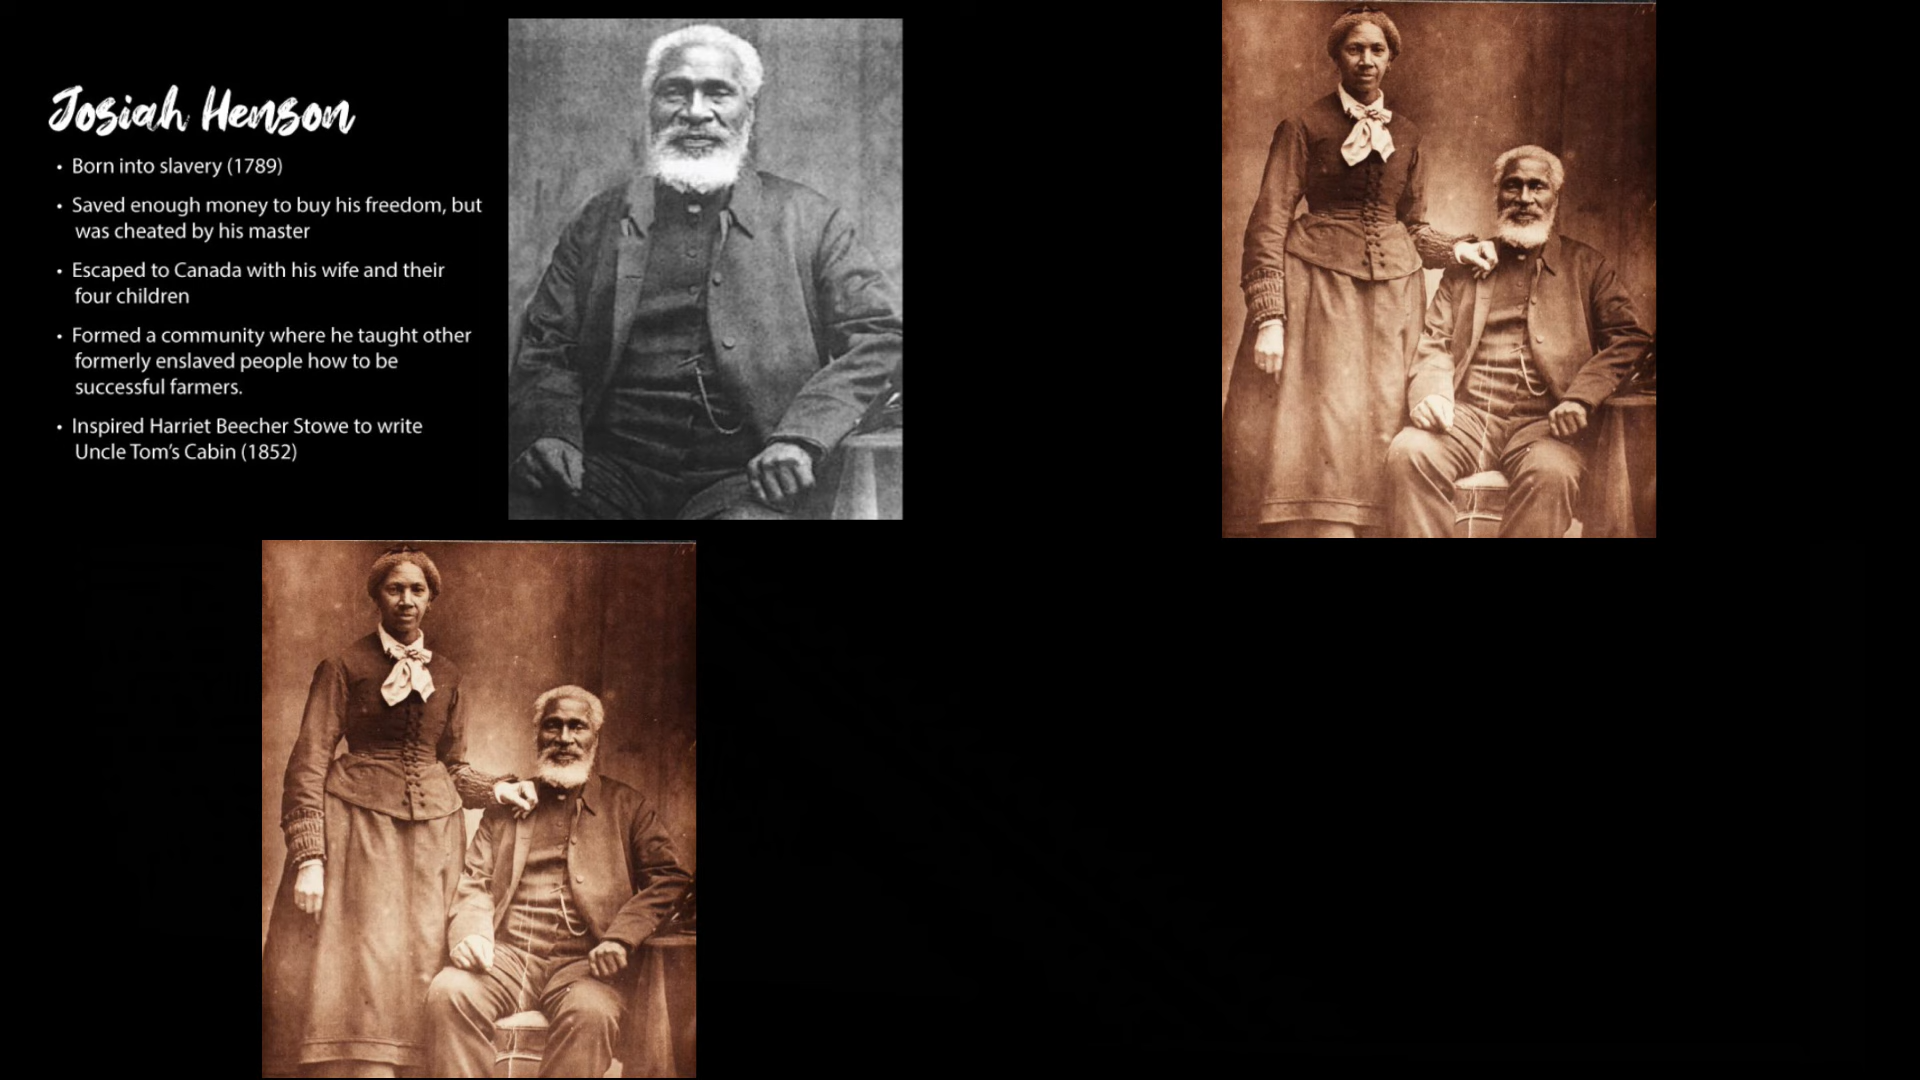 Josiah Henson
• Born into slavery (1789)
• Saved enough money to buy his freedom, but
was cheated by his master
• Escaped to Canada with his wife and their
four children
• Formed a community where he taught other
formerly enslaved people how to be
successful farmers.
• Inspired Harriet Beecher Stowe to write
Uncle Tom’s Cabin (1852)